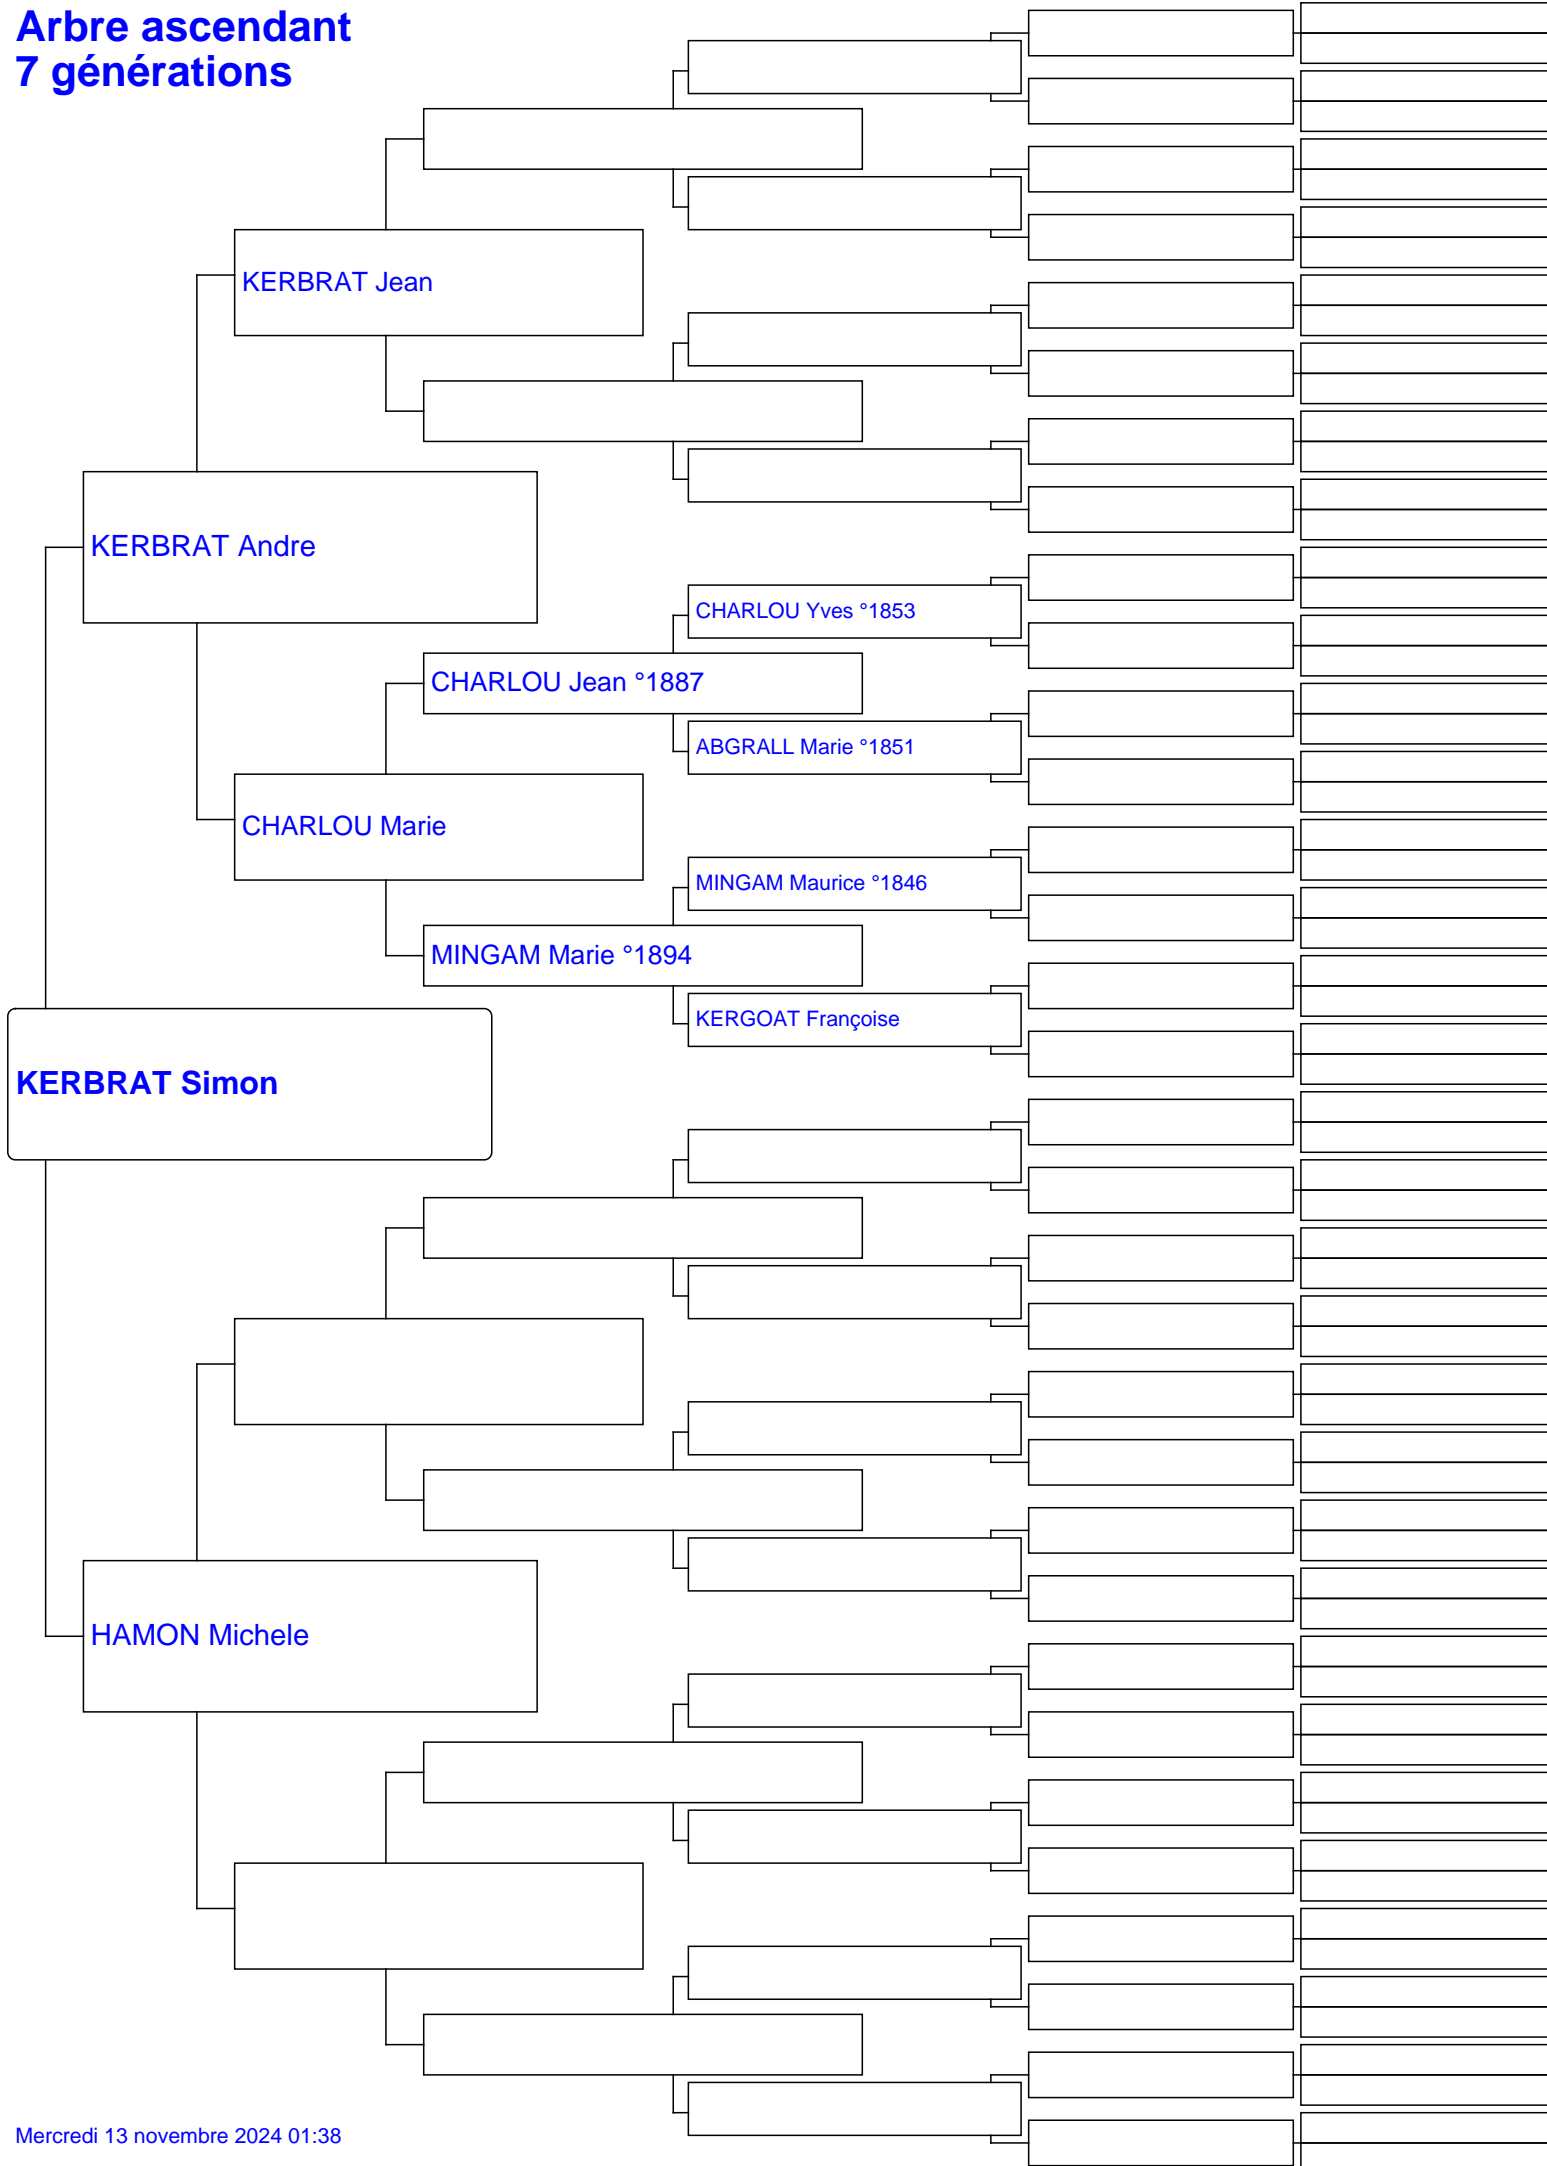 Arbre ascendant
7 générations
KERBRAT Jean
KERBRAT Andre
CHARLOU Yves °1853
CHARLOU Jean °1887
ABGRALL Marie °1851
CHARLOU Marie
MINGAM Maurice °1846
MINGAM Marie °1894
KERGOAT Françoise
KERBRAT Simon
HAMON Michele
Mercredi 13 novembre 2024 01:38